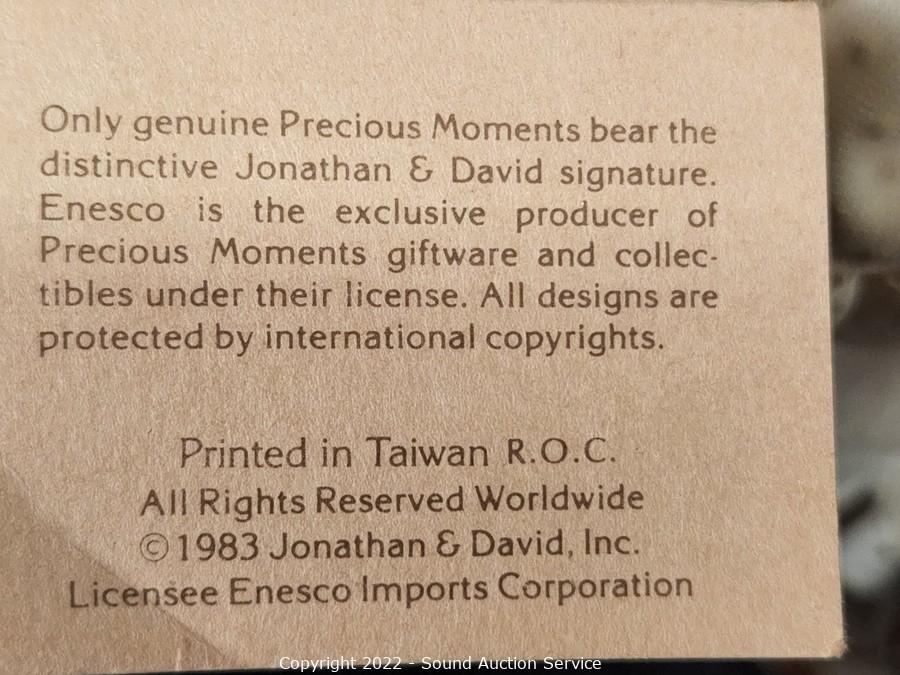 Only genuine Precious Moments bear the
distinctive Jonathan & David signature.
Enesco is the exclusive producer of
Precious Moments giftware and collec-
tibles under their license. All designs are
protected by international copyrights.
Printed in Taiwan R.O.C.
All Rights Reserved Worldwide
© 1983 Jonathan & David, Inc.
Licensee Enesco Imports Corporation
Copyright 2022 - Sound Auction Service